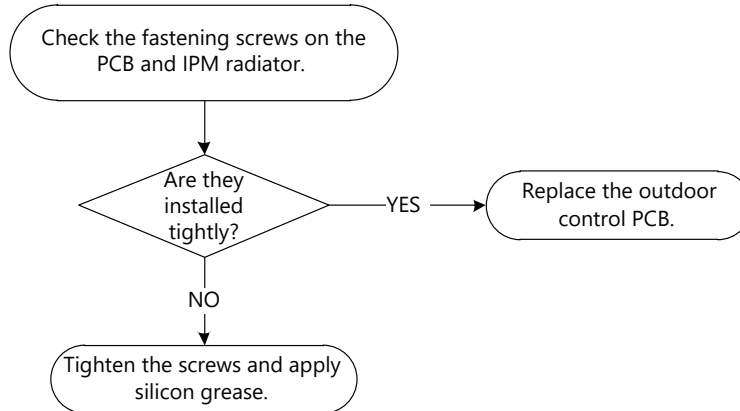 Check the fastening screws on the
PCB and IPM radiator.
Are they
installed
tightly?
YES
Replace the outdoor
control PCB.
NO
Tighten the screws and apply
silicon grease.